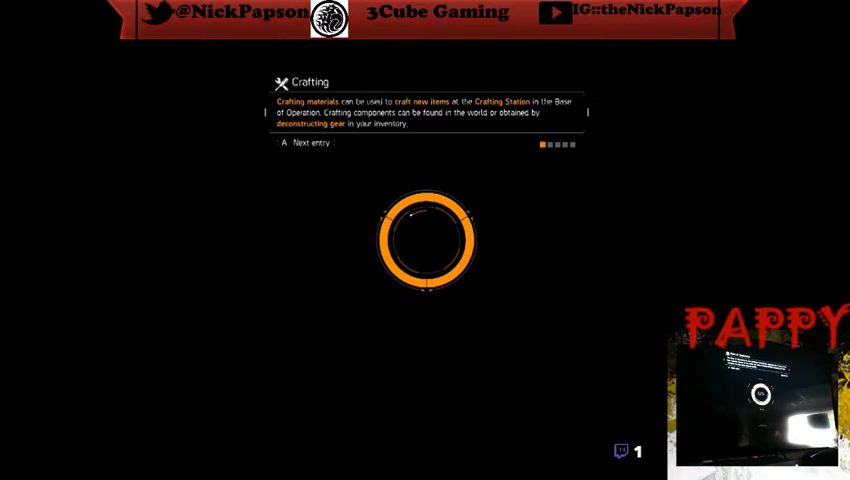 @NickPapson 3Cube Gaming IG::theNickPapson
Crafting
Crafting materials can be used to craft new items at the Crafting Station in the Base
of Operation. Crafting components can be found in the world or obtained by
deconstructing gear in your inventory.
A Next entry
PAPPY
1